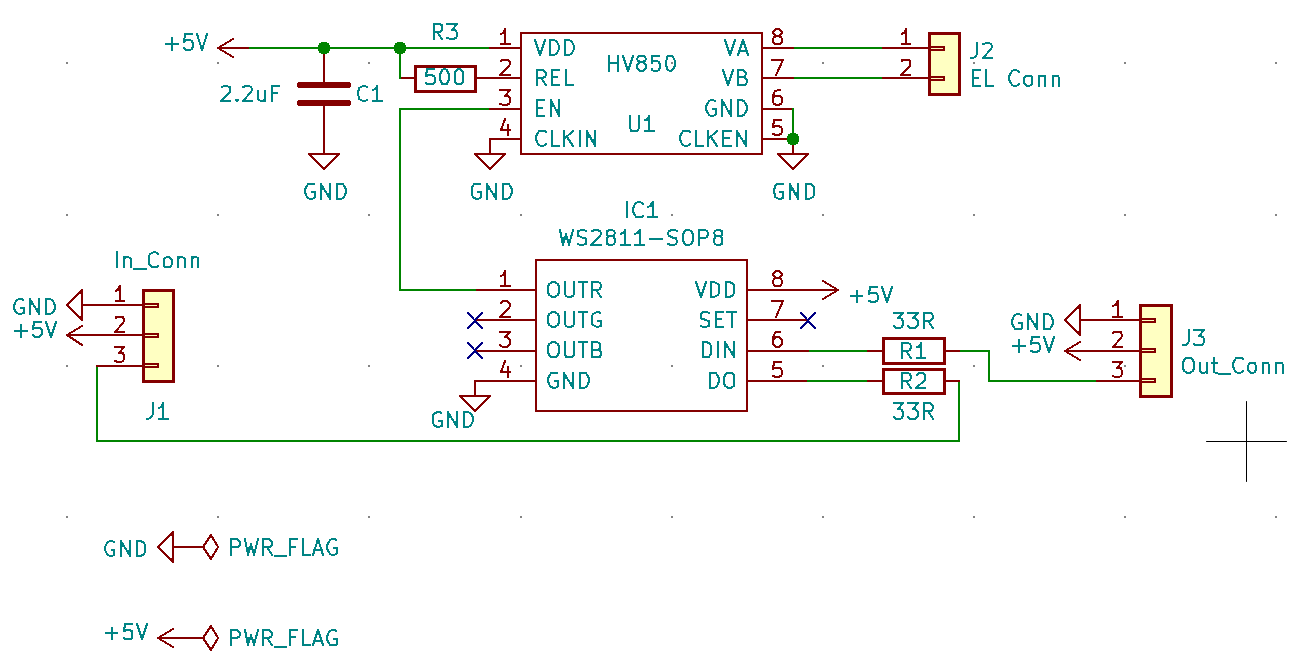 +5V
R3
500
2.2uF
C1
1 VDD
2 REL
3 EN
4 CLKIN
HV850
U1
VA 8
VB 7
GND 6
CLKEN 5
1
2
J2
EL Conn
GND
GND
GND
IC1
WS2811-SOP8
1 OUTR
2 OUTG
3 OUTB
4 GND
VDD 8
SET 7
DIN 6
DO 5
+5V
GND
In_Conn
GND 1
+5V 2
3
J1
33R
R1
R2
33R
GND 1
+5V 2
3
J3
Out_Conn
GND PWR_FLAG
+5V PWR_FLAG